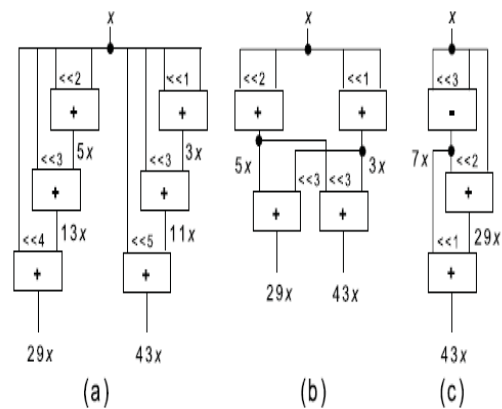 x
x
x
<<2
<<1
<<2
<<1
<<3
+
+
+
+
-
5x
3x
5x
3x
7x
<<3
<<3
<<3
<<3
<<2
+
+
+
+
+
13x
11x
29x
<<4
<<5
<<1
+
+
+
29x
43x
29x
43x
43x
(a)
(b)
(c)